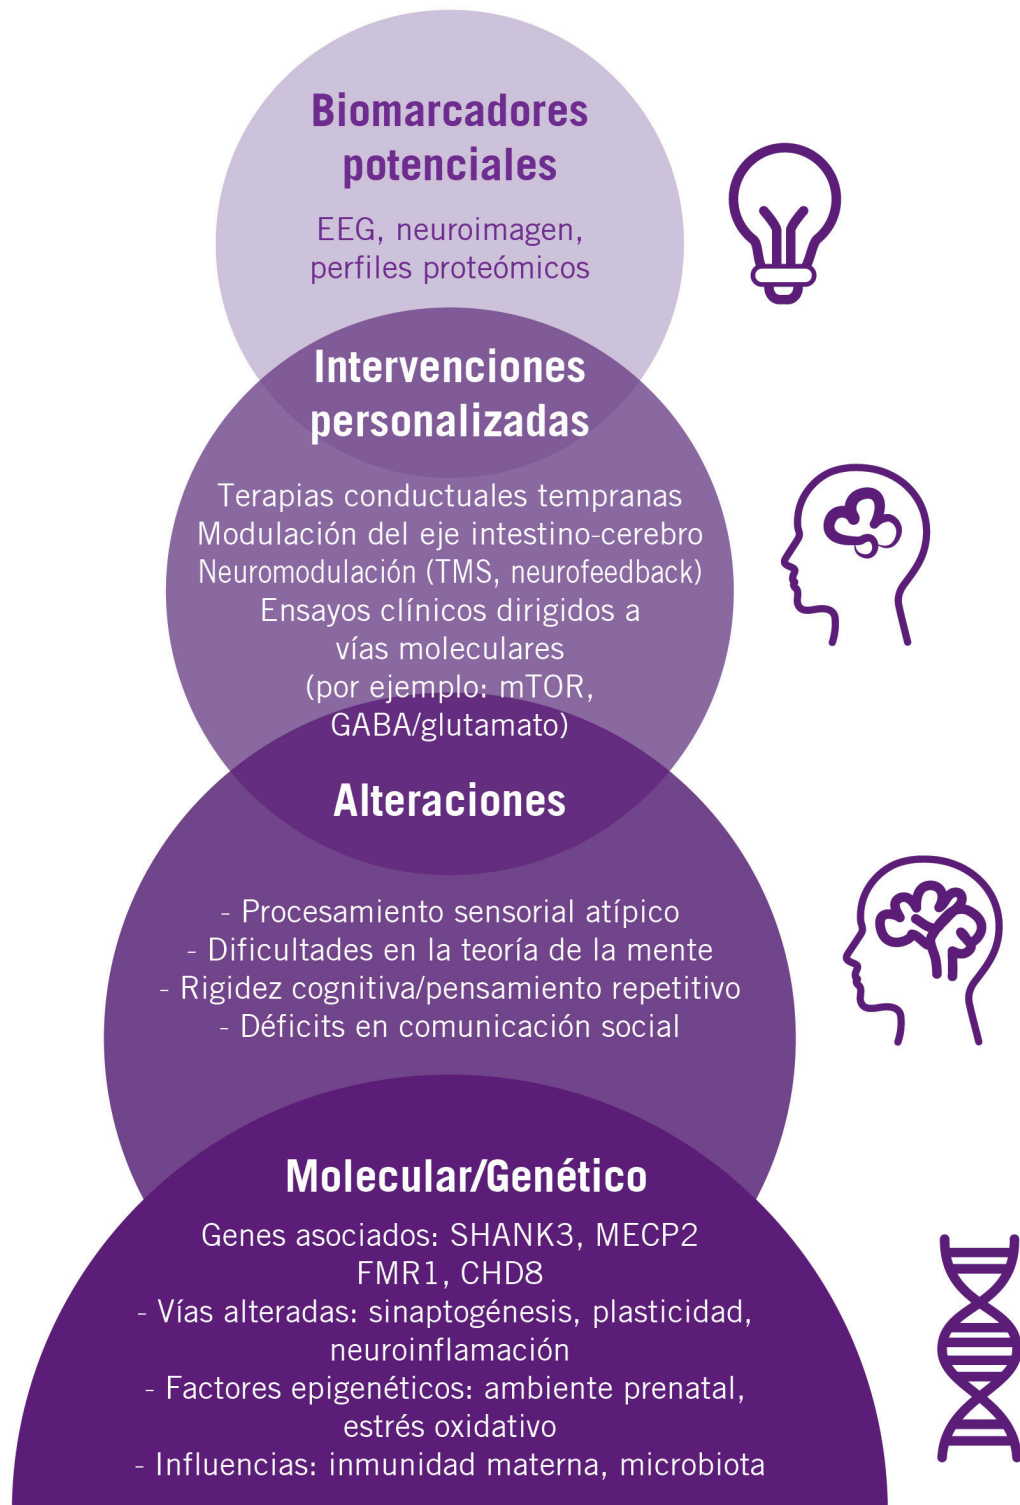 Biomarcadores
potenciales
EEG, neuroimagen,
perfiles proteómicos
Intervenciones
personalizadas
Terapias conductuales tempranas
Modulación del eje intestino-cerebro
Neuromodulación (TMS, neurofeedback)
Ensayos clínicos dirigidos a
vías moleculares
(por ejemplo: mTOR,
GABA/glutamato)
Alteraciones
- Procesamiento sensorial atípico
- Dificultades en la teoría de la mente
- Rigidez cognitiva/pensamiento repetitivo
- Déficits en comunicación social
Molecular/Genético
Genes asociados: SHANK3, MECP2
FMR1, CHD8
- Vías alteradas: sinaptogénesis, plasticidad,
neuroinflamación
- Factores epigenéticos: ambiente prenatal,
estrés oxidativo
- Influencias: inmunidad materna, microbiota